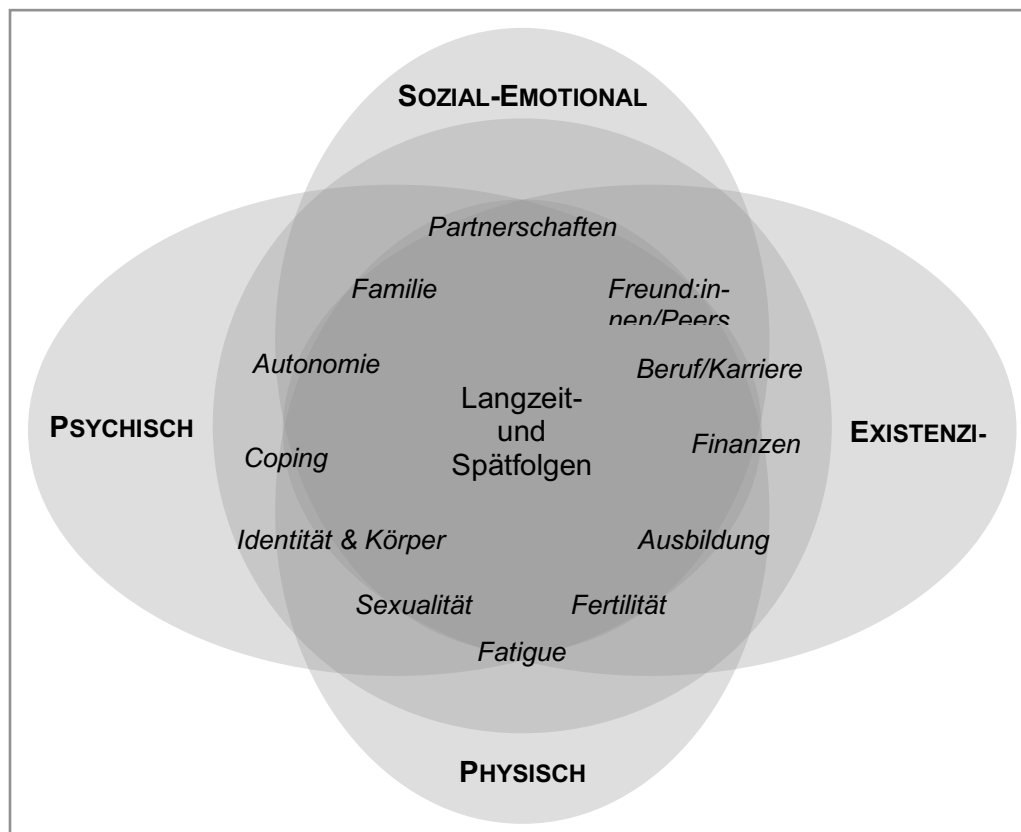 SOZIAL-EMOTIONAL
Partnerschaften
Familie
Freund:in-
nen/Peers
Autonomie
Beruf/Karriere
Langzeit-
und
Spätfolgen
PSYCHISCH
EXISTENZI-
Coping
Finanzen
Identität & Körper
Ausbildung
Sexualität
Fertilität
Fatigue
PHYSISCH